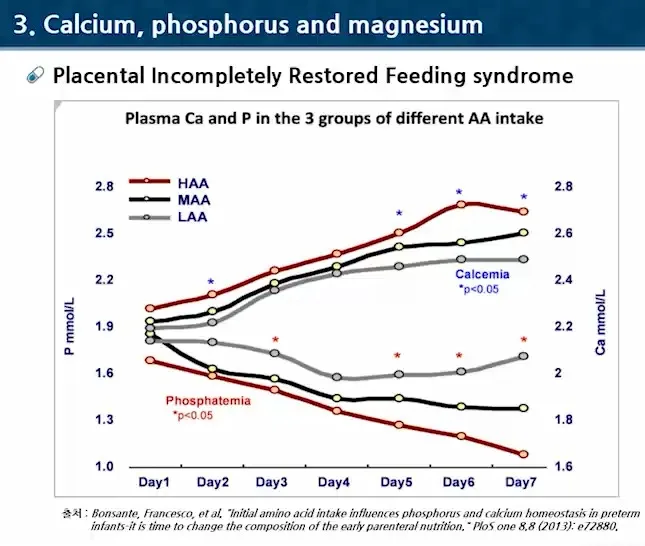 3. Calcium, phosphorus and magnesium
Placental Incompletely Restored Feeding syndrome
Plasma Ca and P in the 3 groups of different AA intake
HAA
MAA
LAA
P mmol/L
2.8
2.5
2.2
1.9
1.6
1.3
1.0
*
*
*
*
Calcemia
*p<0.05
*
*
*
*
Phosphatemia
*p<0.05
2.8
2.6
2.4
2.2
2
1.8
1.6
Ca mmol/L
Day1 Day2 Day3 Day4 Day5 Day6 Day7
출처 : Bonsante, Francesco, et al. "Initial amino acid intake influences phosphorus and calcium homeostasis in preterm
infants–it is time to change the composition of the early parenteral nutrition." PloS one 8.8 (2013): e72880.